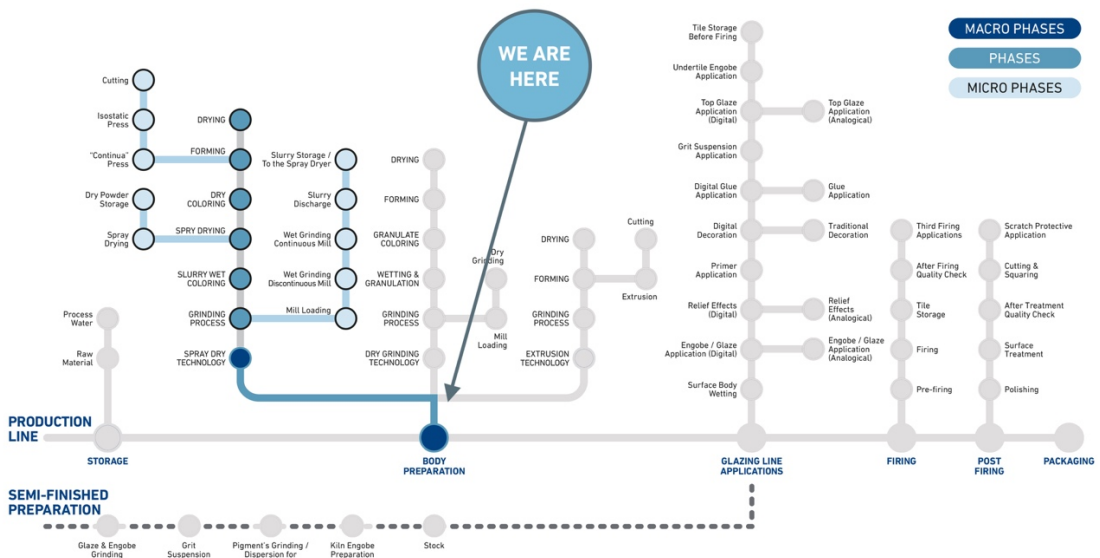 MACRO PHASES
PHASES
MICRO PHASES
WE ARE
HERE
Cutting
Isostatic
Press
"Continua"
Press
Dry Powder
Storage
Spray
Drying
DRYING
FORMING
DRY
COLORING
SPRY DRYING
SLURRY WET
COLORING
GRINDING
PROCESS
SPRAY DRY
TECHNOLOGY
Slurry Storage /
To the Spray Dryer
Slurry
Discharge
Wet Grinding
Continuous Mill
Wet Grinding
Discontinuous Mill
Mill Loading
DRYING
FORMING
GRANULATE
COLORING
WETTING &
GRANULATION
GRINDING
PROCESS
DRY GRINDING
TECHNOLOGY
Dry
Grinding
Mill
Loading
DRYING
FORMING
GRINDING
PROCESS
EXTRUSION
TECHNOLOGY
Cutting
Extrusion
Process
Water
Raw
Material
Tile Storage
Before Firing
Undertile Engobe
Application
Top Glaze
Application
(Digital)
Top Glaze
Application
(Analogical)
Grit Suspension
Application
Digital Glue
Application
Glue
Application
Digital
Decoration
Traditional
Decoration
Primer
Application
Relief Effects
(Digital)
Relief
Effects
(Analogical)
Engobe / Glaze
Application (Digital)
Engobe / Glaze
Application
(Analogical)
Surface Body
Wetting
Third Firing
Applications
After Firing
Quality Check
Tile
Storage
Firing
Pre-firing
Scratch Protective
Application
Cutting &
Squaring
After Treatment
Quality Check
Surface
Treatment
Polishing
PRODUCTION
LINE
STORAGE
BODY
PREPARATION
GLAZING LINE
APPLICATIONS
FIRING
POST
FIRING
PACKAGING
SEMI-FINISHED
PREPARATION
Glaze & Engobe
Grinding
Grit
Suspension
Pigment's Grinding /
Dispersion for
Kiln Engobe
Preparation
Stock